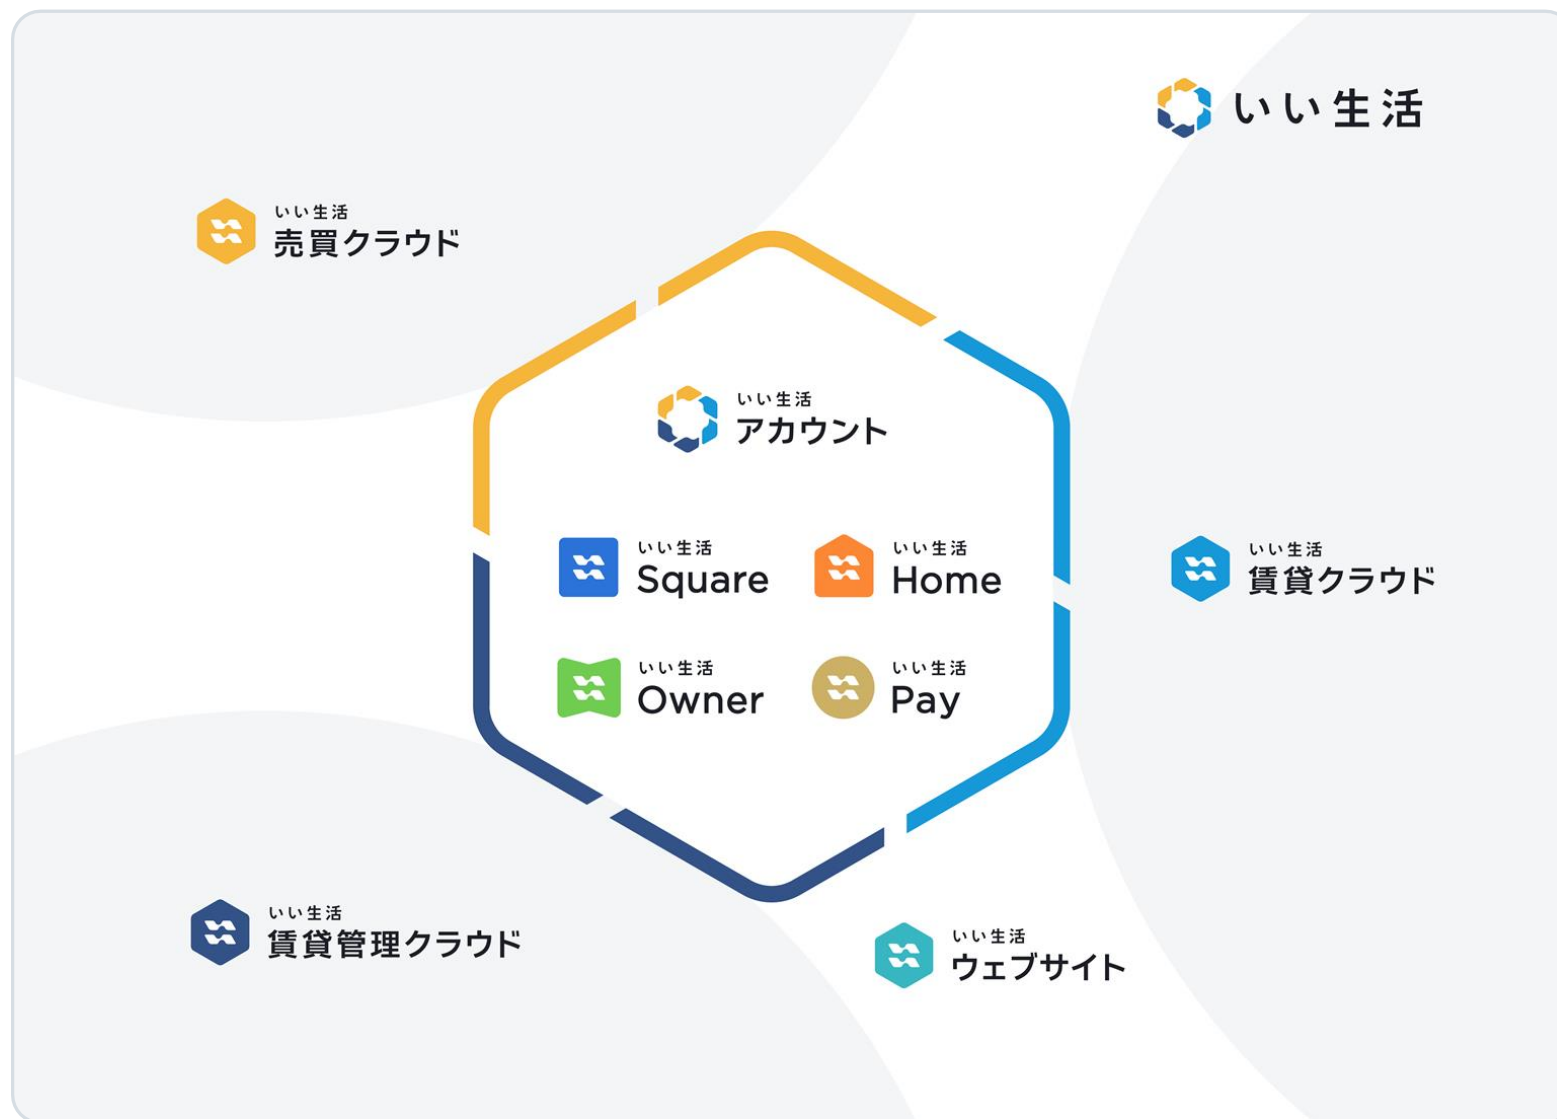 いい生活
いい生活
売買クラウド
いい生活
アカウント
いい生活
Square
いい生活
Home
いい生活
賃貸クラウド
いい生活
Owner
いい生活
Pay
いい生活
賃貸管理クラウド
いい生活
ウェブサイト